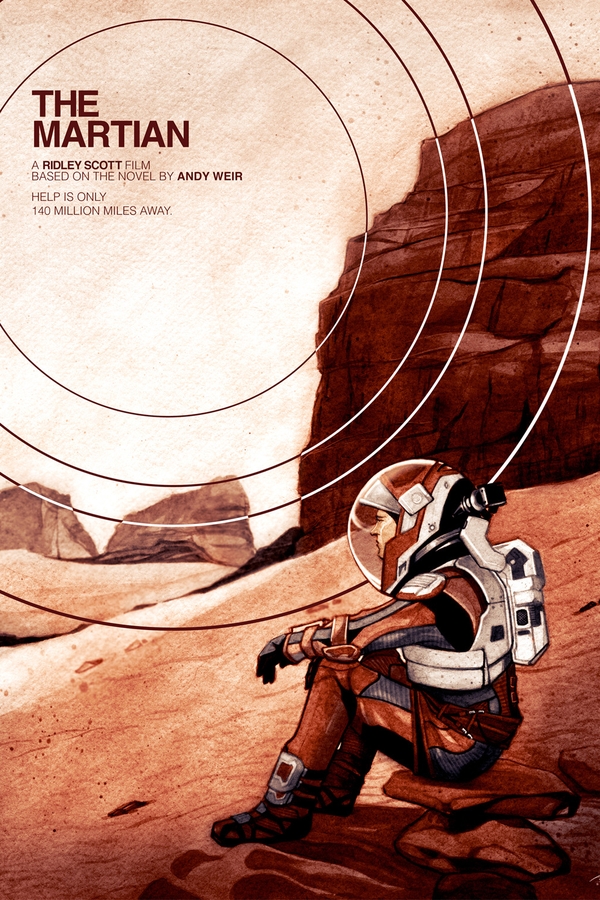 THE
MARTIAN
A RIDLEY SCOTT FILM
BASED ON THE NOVEL BY ANDY WEIR
HELP IS ONLY
140 MILLION MILES AWAY.